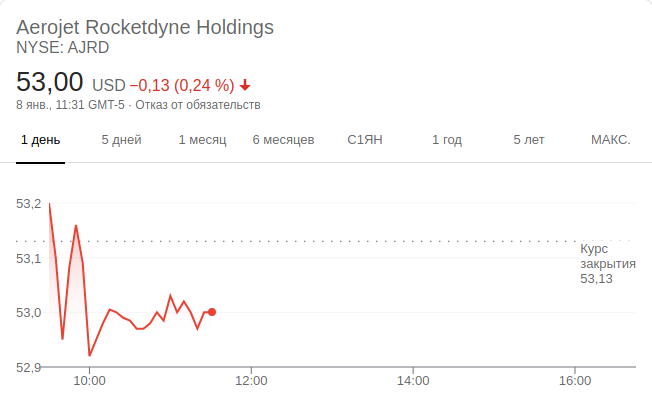 Aerojet Rocketdyne Holdings
NYSE: AJRD
53,00 USD −0,13 (0,24 %)
8 янв., 11:31 GMT-5 · Отказ от обязательств
1 день 5 дней 1 месяц 6 месяцев С1ЯН 1 год 5 лет МАКС.
53,2
53,1
53,0
52,9
Курс
закрытия
53,13
10:00 12:00 14:00 16:00